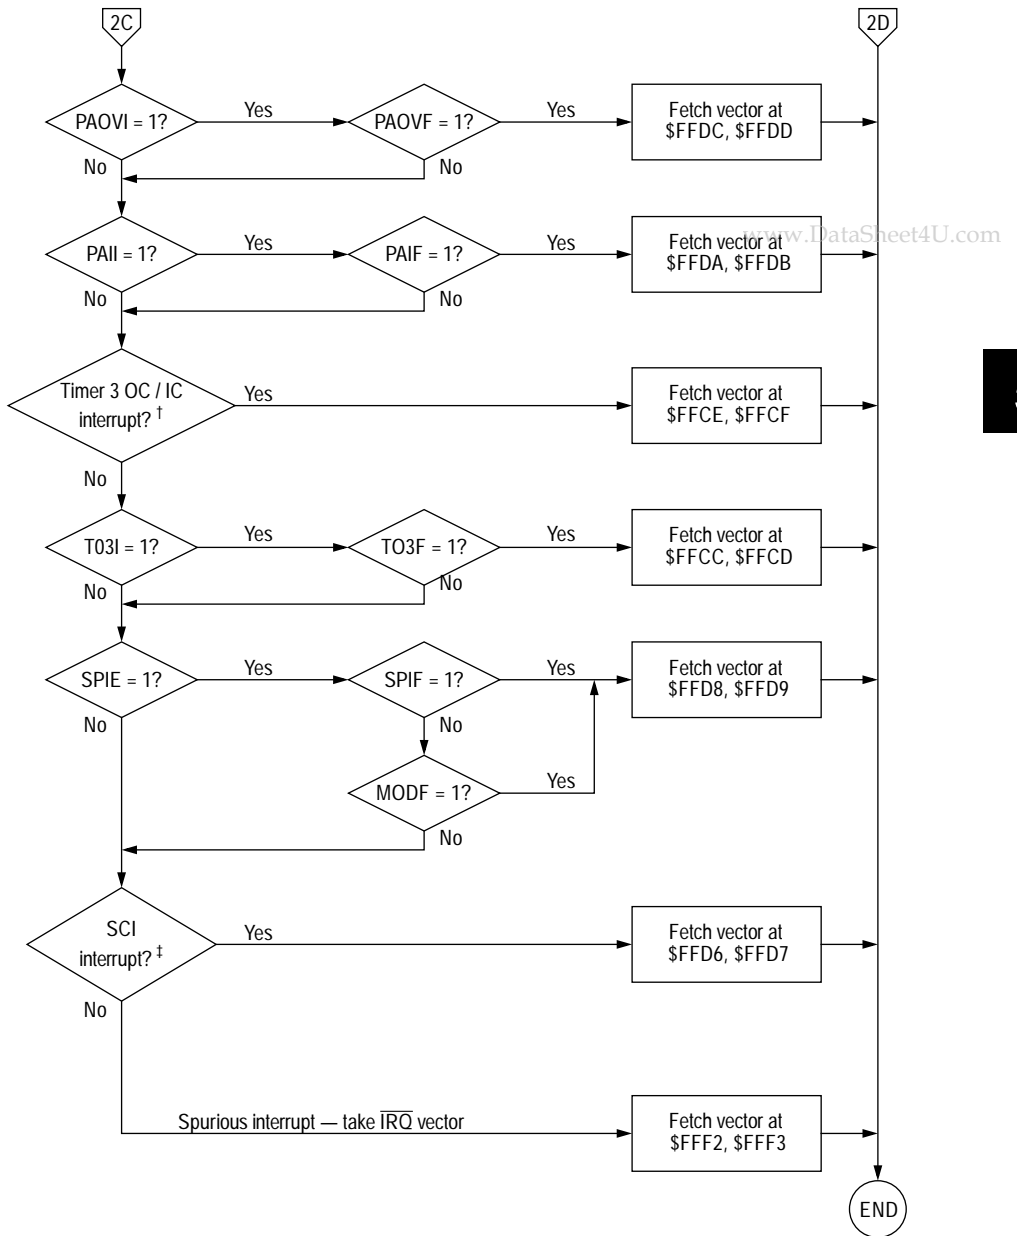 2C
2D
PAOVI = 1?
Yes
PAOVF = 1?
Yes
Fetch vector at
$FFDC, $FFDD
No
No
www.DataSheet4U.com
PAII = 1?
Yes
PAIF = 1?
Yes
Fetch vector at
$FFDA, $FFDB
No
No
Timer 3 OC / IC
interrupt? †
Yes
Fetch vector at
$FFCE, $FFCF
No
T03I = 1?
Yes
TO3F = 1?
Yes
Fetch vector at
$FFCC, $FFCD
No
No
SPIE = 1?
Yes
SPIF = 1?
Yes
Fetch vector at
$FFD8, $FFD9
No
No
MODF = 1?
Yes
No
SCI
interrupt? ‡
Yes
Fetch vector at
$FFD6, $FFD7
No
Spurious interrupt — take I̅R̅Q̅ vector
Fetch vector at
$FFF2, $FFF3
END